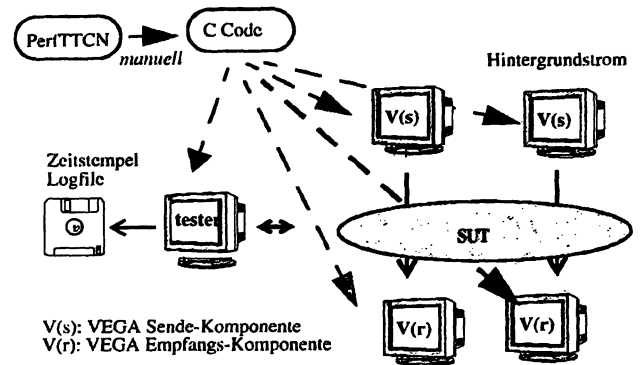 PerfTTCN
C Code
manuell
Hintergrundstrom
V(s)
V(s)
Zeitstempel
Logfile
tester
SUT
V(r)
V(r)
V(s): VEGA Sende-Komponente
V(r): VEGA Empfangs-Komponente